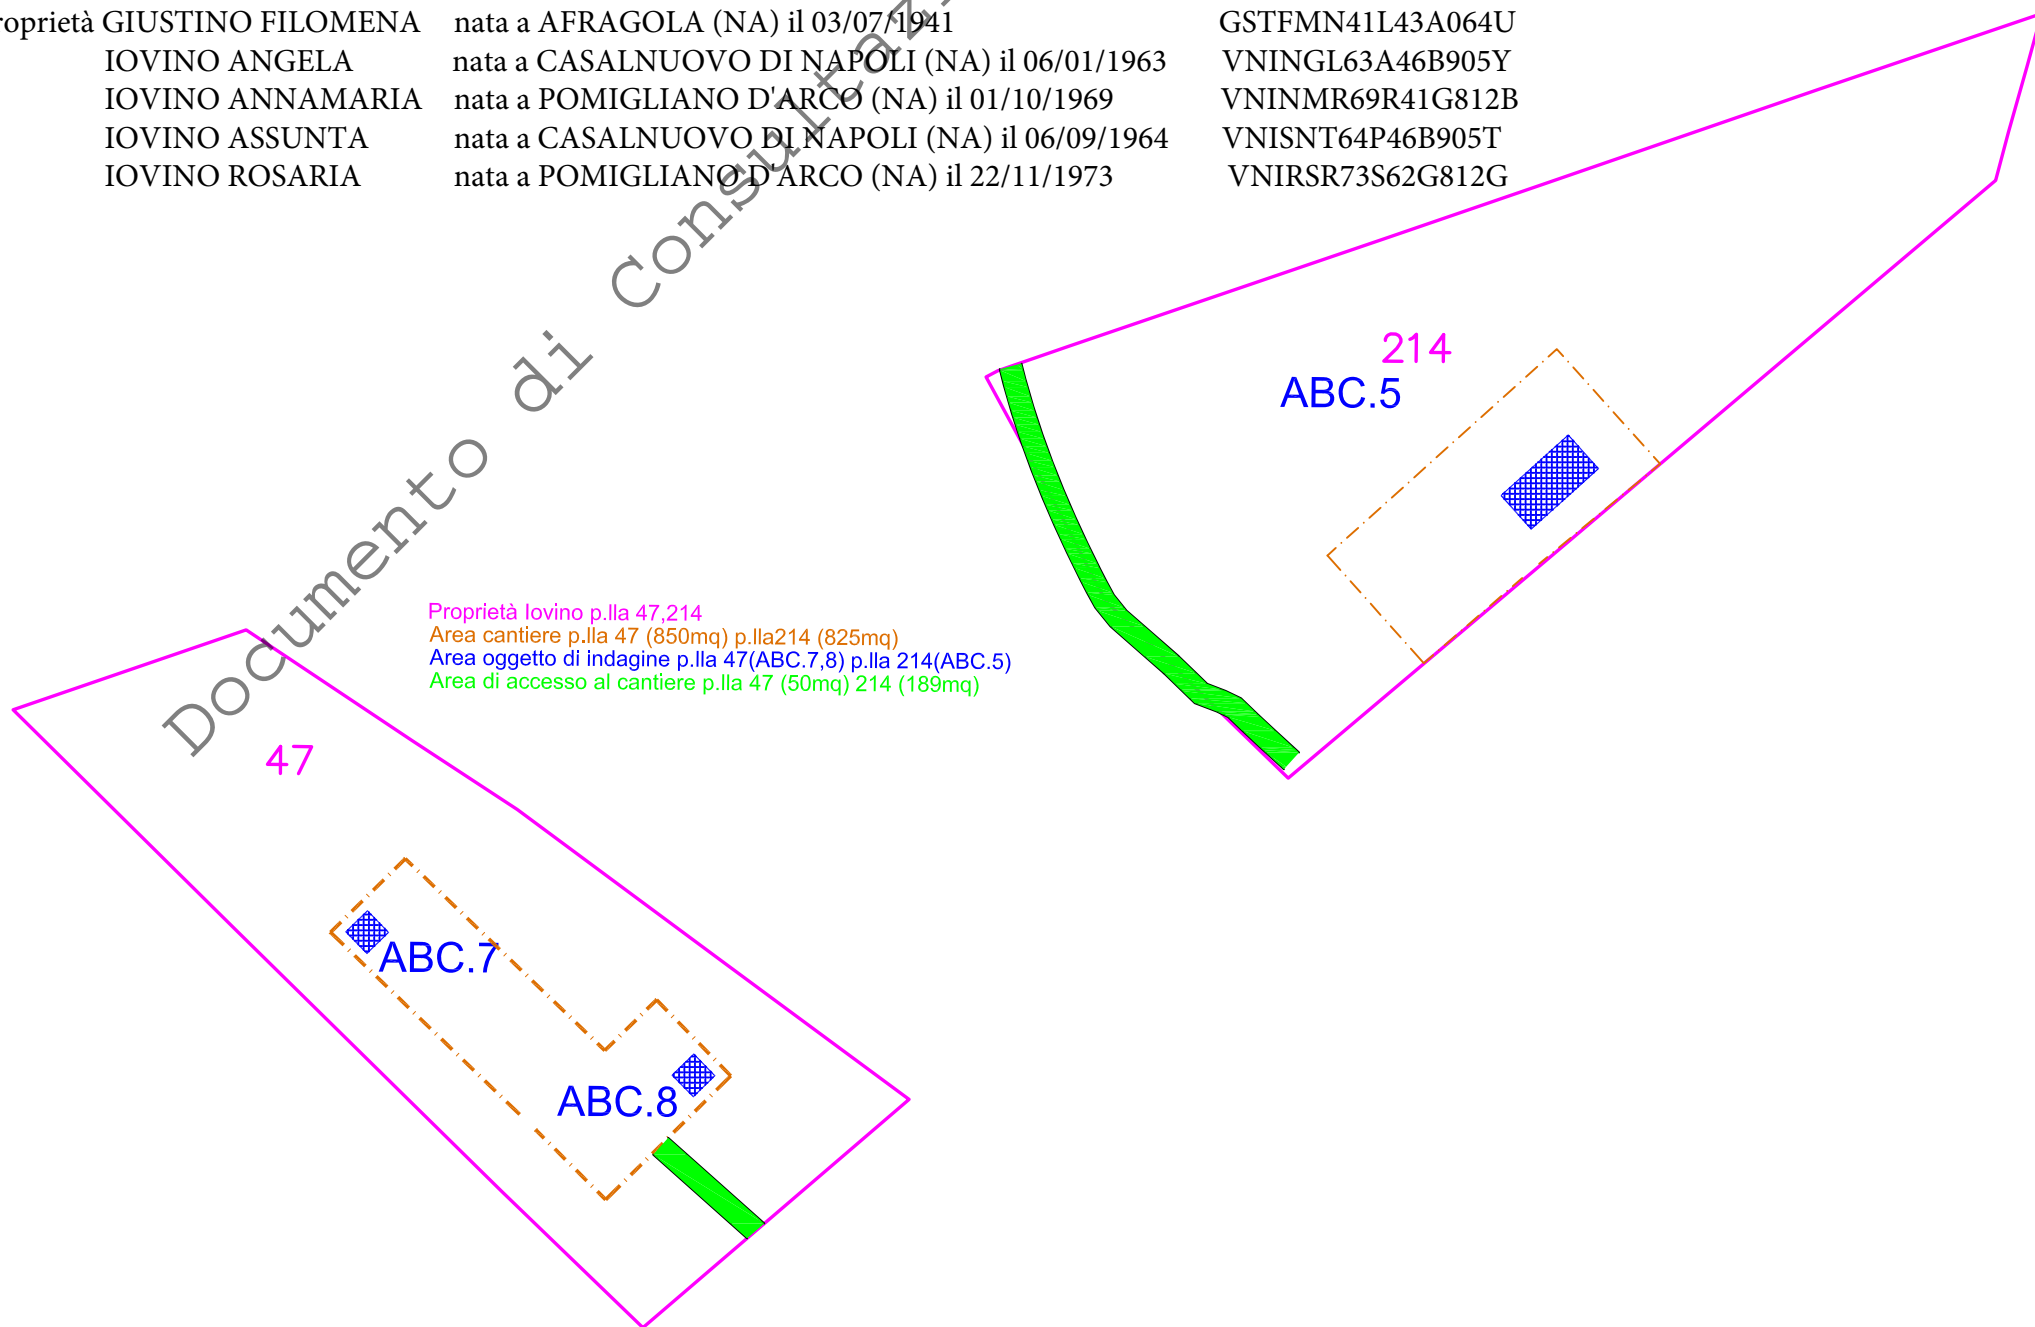 roprietà GIUSTINO FILOMENA nata a AFRAGOLA (NA) il 03/07/1941 GSTFMN41L43A064U
IOVINO ANGELA nata a CASALNUOVO DI NAPOLI (NA) il 06/01/1963 VNINGL63A46B905Y
IOVINO ANNAMARIA nata a POMIGLIANO D'ARCO (NA) il 01/10/1969 VNINMR69R41G812B
IOVINO ASSUNTA nata a CASALNUOVO DI NAPOLI (NA) il 06/09/1964 VNISNT64P46B905T
IOVINO ROSARIA nata a POMIGLIANO D'ARCO (NA) il 22/11/1973 VNIRSR73S62G812G
Documento di Consultaz
214
ABC.5
Proprietà Iovino p.lla 47,214
Area cantiere p.lla 47 (850mq) p.lla214 (825mq)
Area oggetto di indagine p.lla 47(ABC.7,8) p.lla 214(ABC.5)
Area di accesso al cantiere p.lla 47 (50mq) 214 (189mq)
47
ABC.7
ABC.8